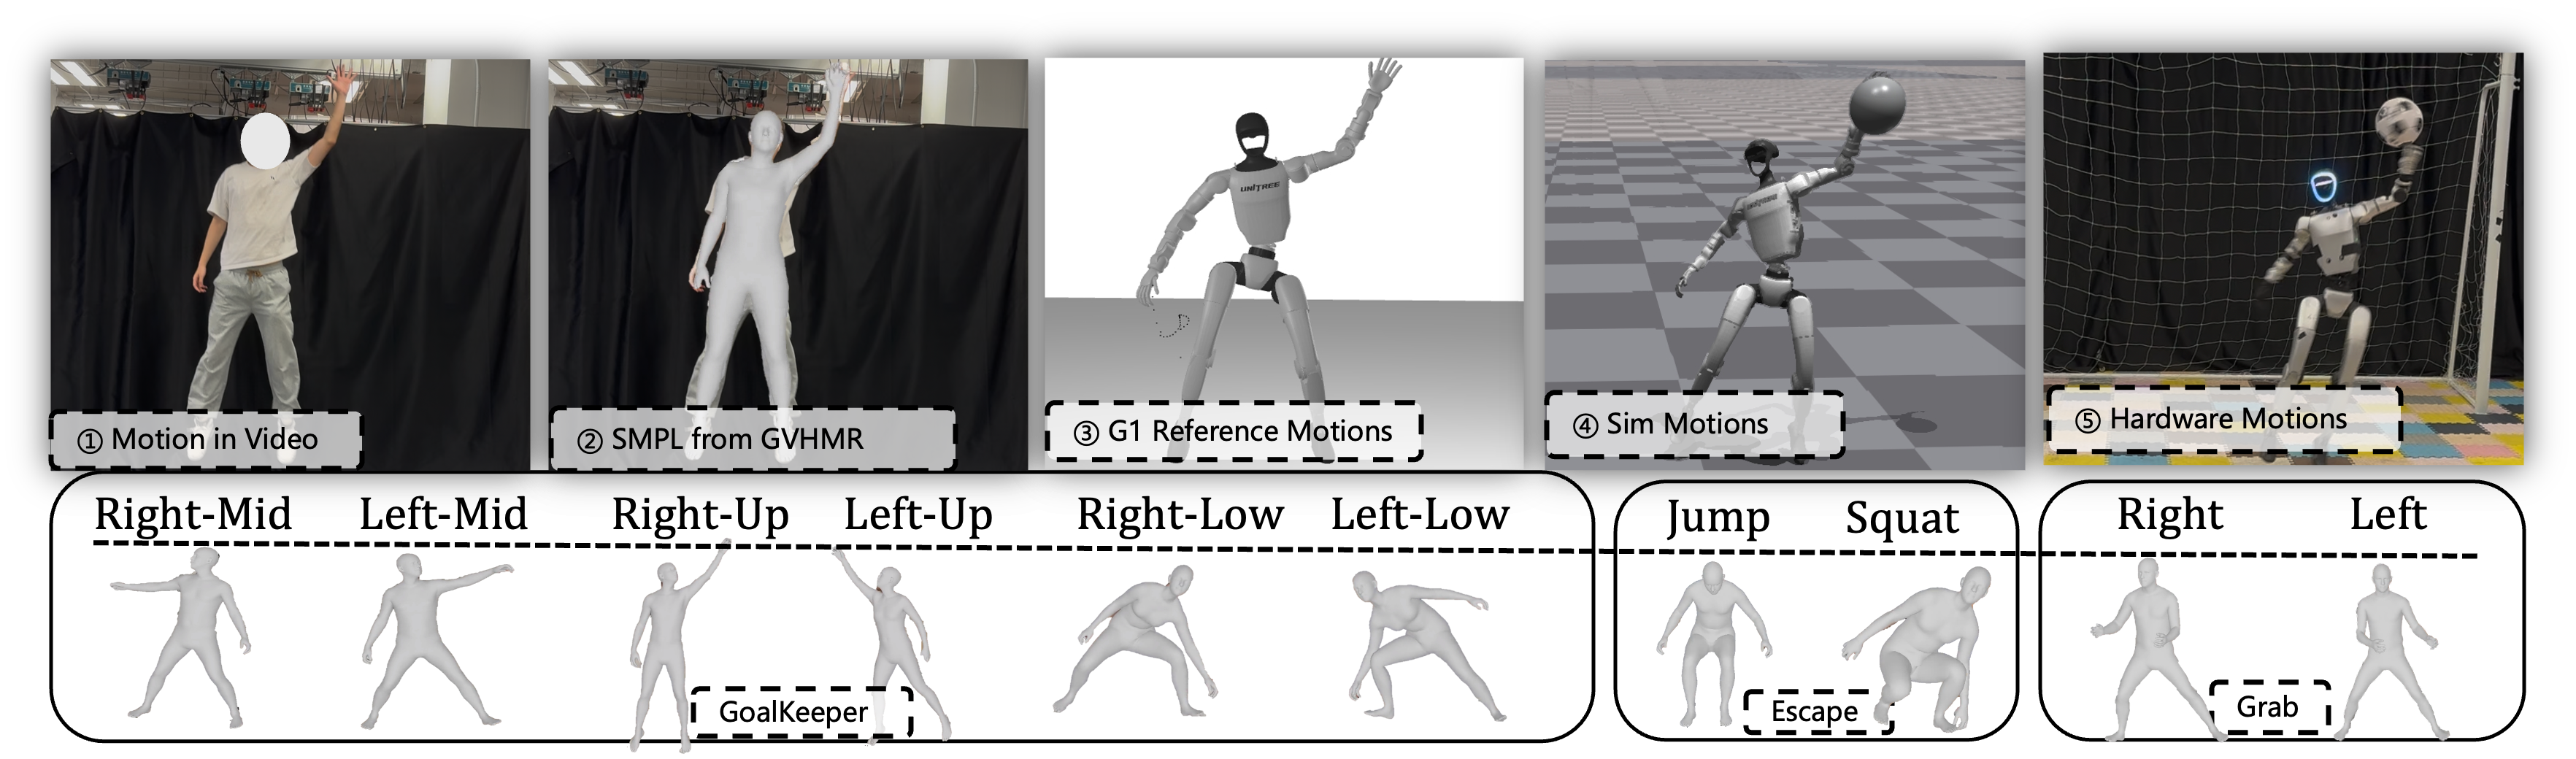 UNITREE
① Motion in Video
② SMPL from GVHMR
③ G1 Reference Motions
④ Sim Motions
⑤ Hardware Motions
Right-Mid Left-Mid Right-Up Left-Up Right-Low Left-Low Jump Squat Right Left
GoalKeeper Escape Grab